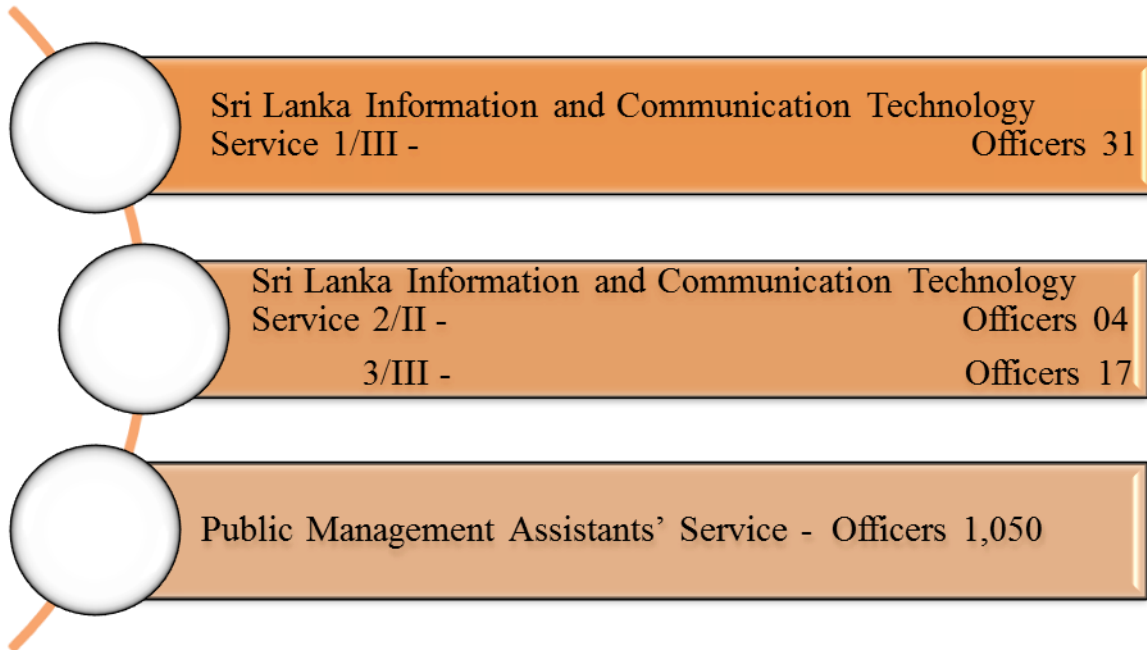 Sri Lanka Information and Communication Technology
Service 1/III - Officers 31
Sri Lanka Information and Communication Technology
Service 2/II - Officers 04
3/III - Officers 17
Public Management Assistants’ Service - Officers 1,050